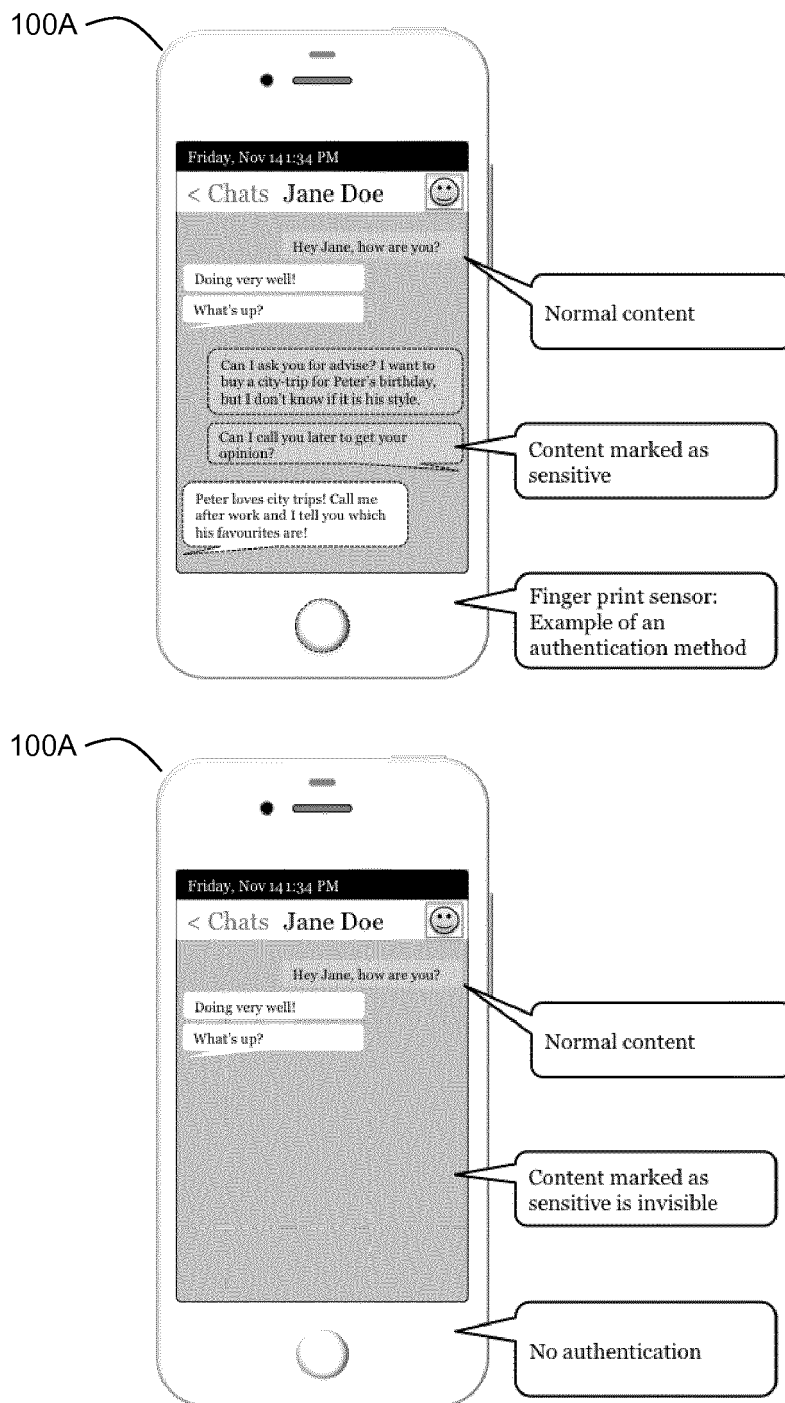 100A
Friday, Nov 14 1:34 PM
< Chats Jane Doe
Hey Jane, how are you?
Doing very well!
What's up?
Normal content
Can I ask you for advise? I want to
buy a city-trip for Peter's birthday,
but I don't know if it is his style.
Can I call you later to get your
opinion?
Content marked as
sensitive
Peter loves city trips! Call me
after work and I tell you which
his favourites are!
Finger print sensor:
Example of an
authentication method
100A
Friday, Nov 14 1:34 PM
< Chats Jane Doe
Hey Jane, how are you?
Doing very well!
What's up?
Normal content
Content marked as
sensitive is invisible
No authentication